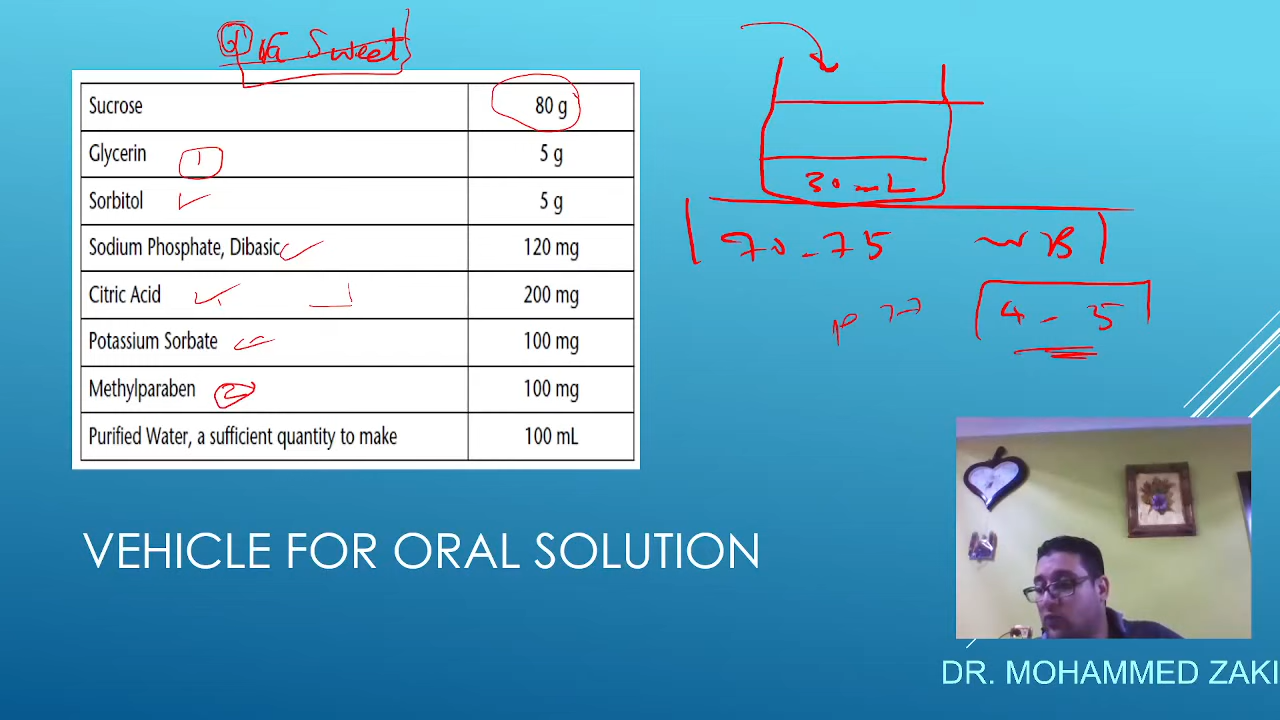 Ora Sweet
Sucrose 80 g
Glycerin 1 5 g
Sorbitol 5 g
Sodium Phosphate, Dibasic 120 mg
Citric Acid 200 mg
Potassium Sorbate 100 mg
Methylparaben 2 100 mg
Purified Water, a sufficient quantity to make 100 mL
30 mL
70-75
4-5
VEHICLE FOR ORAL SOLUTION
DR. MOHAMMED ZAKI